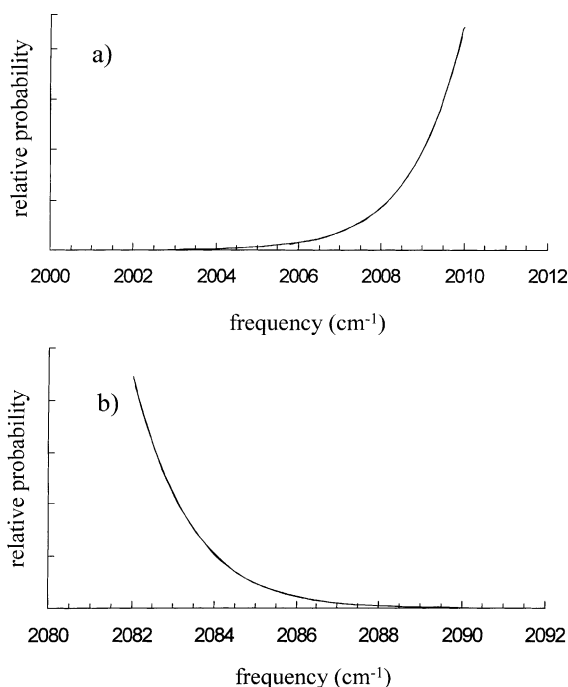 a)
relative probability
2000 2002 2004 2006 2008 2010 2012
frequency (cm-1)
b)
relative probability
2080 2082 2084 2086 2088 2090 2092
frequency (cm-1)